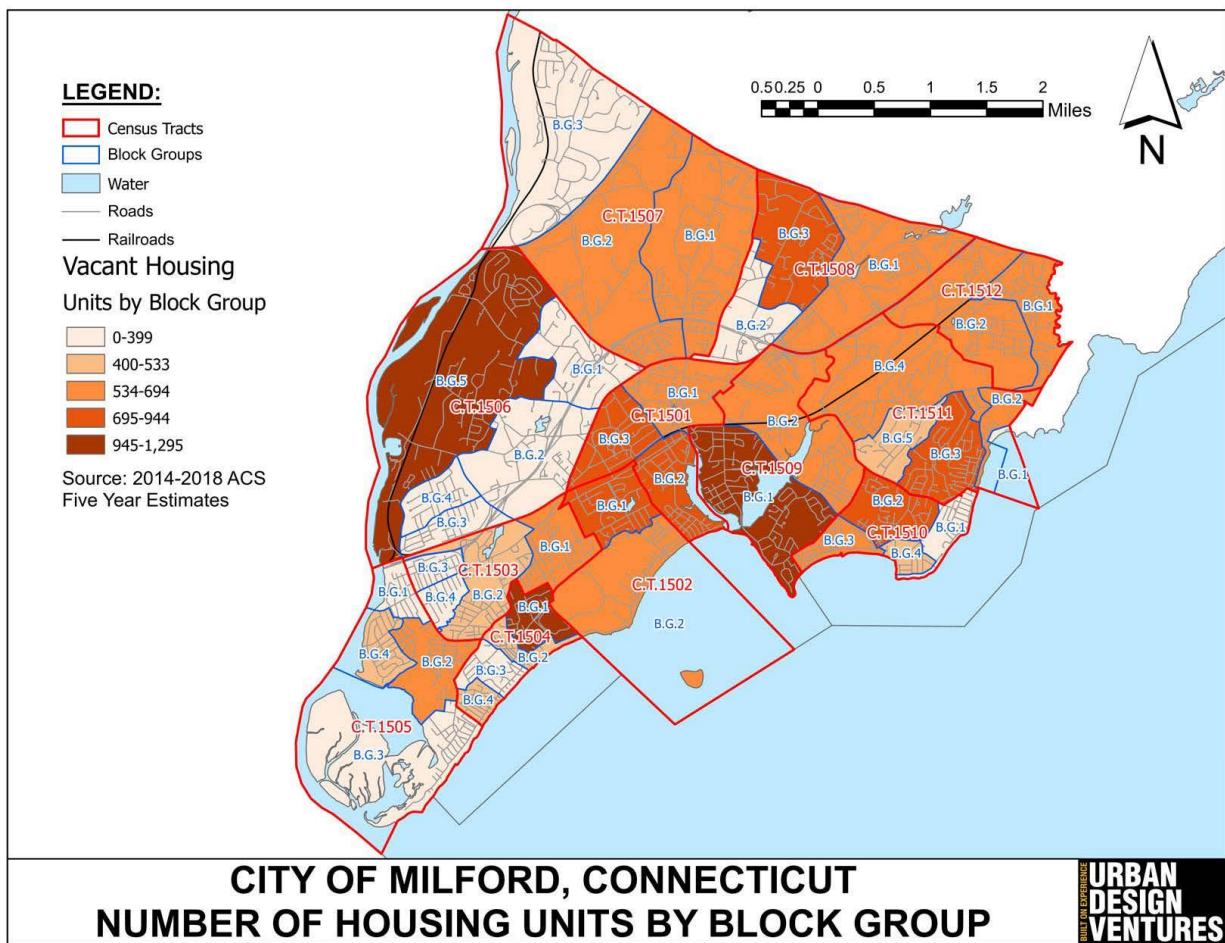 LEGEND:
Census Tracts
Block Groups
Water
Roads
Railroads
Vacant Housing
Units by Block Group
0-399
400-533
534-694
695-944
945-1,295
Source: 2014-2018 ACS
Five Year Estimates
0.5 0.25 0 0.5 1 1.5 2
Miles
N
B.G.3
C.T.1507
B.G.2
B.G.1
B.G.3
C.T.1508
B.G.1
B.G.2
C.T.1512
B.G.1
B.G.2
B.G.5
C.T.1506
B.G.1
B.G.2
B.G.4
B.G.3
B.G.1
C.T.1501
B.G.3
B.G.2
B.G.4
C.T.1511
B.G.2
B.G.5
B.G.3
B.G.1
C.T.1509
B.G.1
B.G.2
B.G.1
B.G.2
C.T.1510
B.G.1
B.G.3
B.G.4
B.G.1
C.T.1502
B.G.2
B.G.3
C.T.1503
B.G.1
B.G.4
B.G.2
B.G.1
C.T.1504
B.G.2
B.G.4
B.G.2
B.G.3
B.G.4
C.T.1505
B.G.3
CITY OF MILFORD, CONNECTICUT
NUMBER OF HOUSING UNITS BY BLOCK GROUP
BUILT ON EXPERIENCE
URBAN
DESIGN
VENTURES